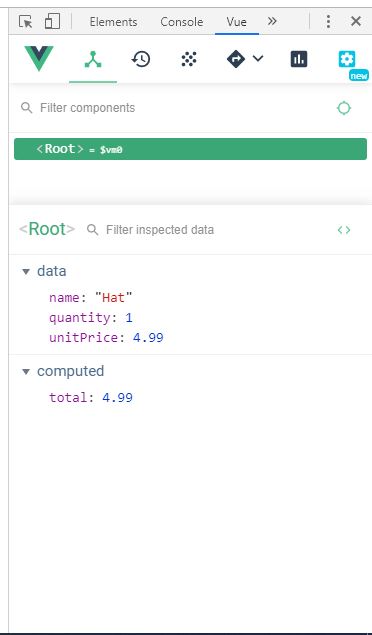 Elements Console Vue »
new
Filter components
<Root> = $vm0
<Root> Filter inspected data <>
data
name: "Hat"
quantity: 1
unitPrice: 4.99
computed
total: 4.99